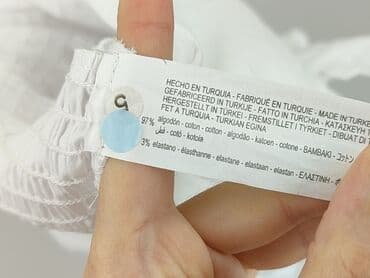 HECHO EN TURQUIA - FABRIQUÉ EN TURQUIE - MADE IN TURKEY
GEFABRICEERD IN TURKIJE - FATTO IN TURCHIA - ΚΑΤΑΣΚΕΥΗ
HERGESTELLT IN TÜRKEI - FREMSTILLET I TYRKIET - DIBUAT DI
FET A TURQUIA - TURKIAN EGINA
97% algodón - coton - cotton - algodão - katoen - cotone - ΒΑΜΒΑΚΙ - コットン
قطن - cotó - kotoia
3% elastano - élasthanne - elastane - elastaan - elastan - ΕΛΑΣΤΙΝΗ